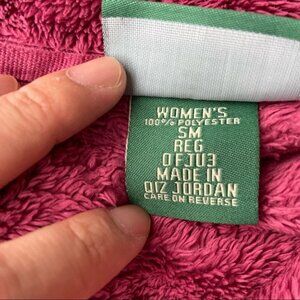 WOMEN'S
100% POLYESTER
SM
REG
0FJU3
MADE IN
QIZ JORDAN
CARE ON REVERSE